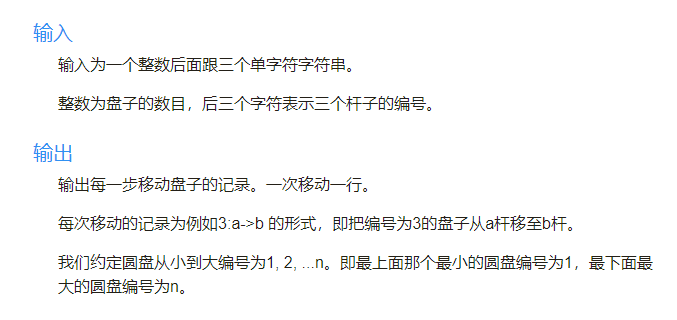 输入
输入为一个整数后面跟三个单字符字符串。
整数为盘子的数目，后三个字符表示三个杆子的编号。
输出
输出每一步移动盘子的记录。一次移动一行。
每次移动的记录为例如3:a->b 的形式，即把编号为3的盘子从a杆移至b杆。
我们约定圆盘从小到大编号为1, 2, ...n。即最上面那个最小的圆盘编号为1，最下面最
大的圆盘编号为n。